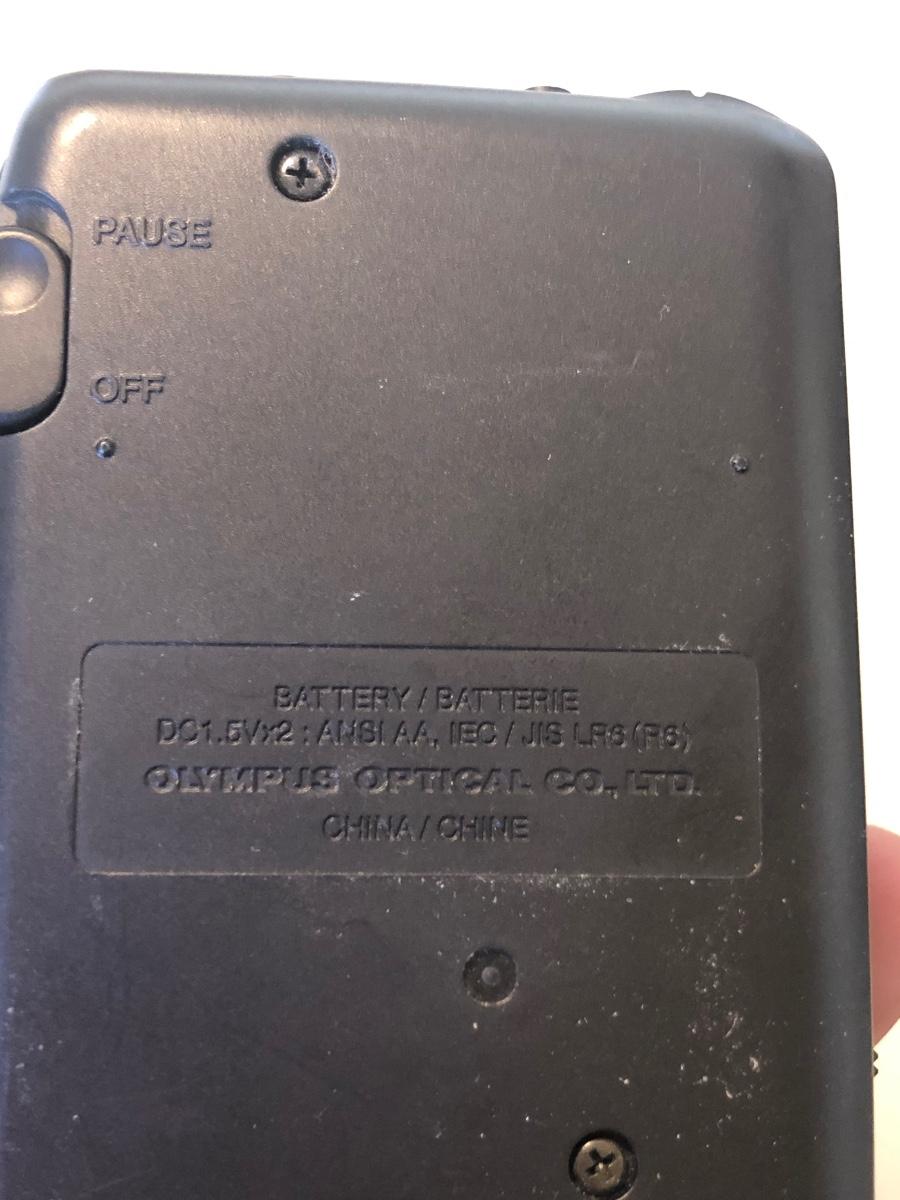 PAUSE
OFF
BATTERY / BATTERIE
DC1.5Vx2 : ANSI AA, IEC / JIS LR6 (R6)
OLYMPUS OPTICAL CO., LTD.
CHINA / CHINE